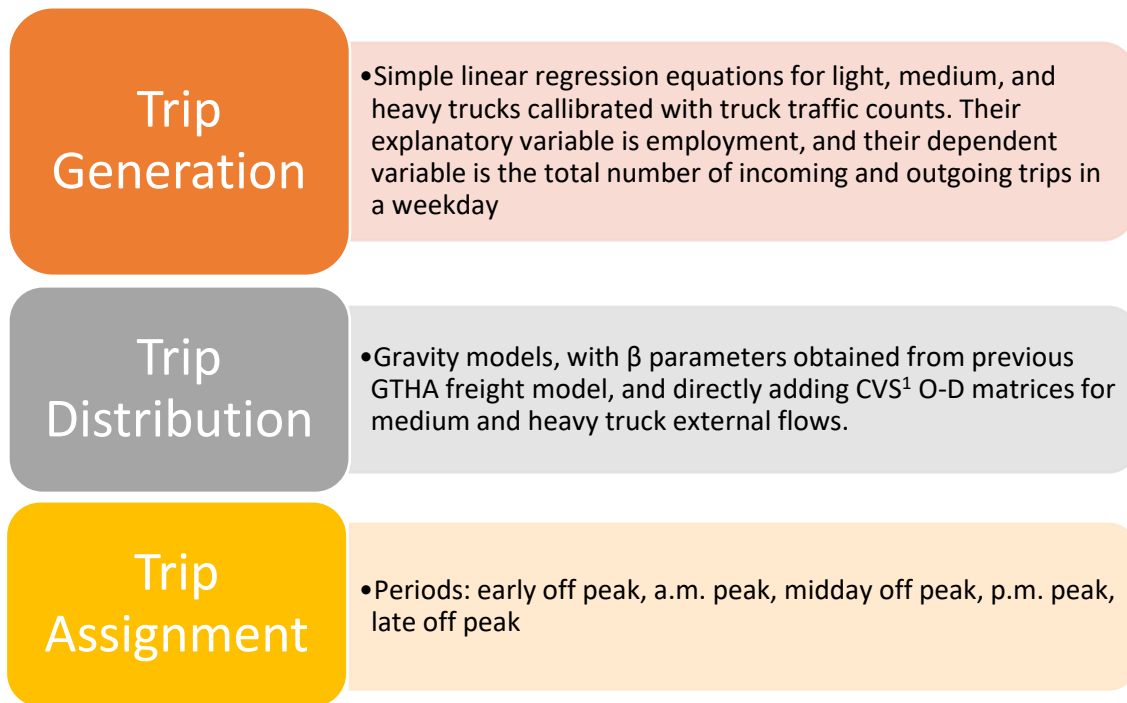 Trip
Generation
•Simple linear regression equations for light, medium, and
heavy trucks callibrated with truck traffic counts. Their
explanatory variable is employment, and their dependent
variable is the total number of incoming and outgoing trips in
a weekday
Trip
Distribution
•Gravity models, with β parameters obtained from previous
GTHA freight model, and directly adding CVS¹ O-D matrices for
medium and heavy truck external flows.
Trip
Assignment
•Periods: early off peak, a.m. peak, midday off peak, p.m. peak,
late off peak